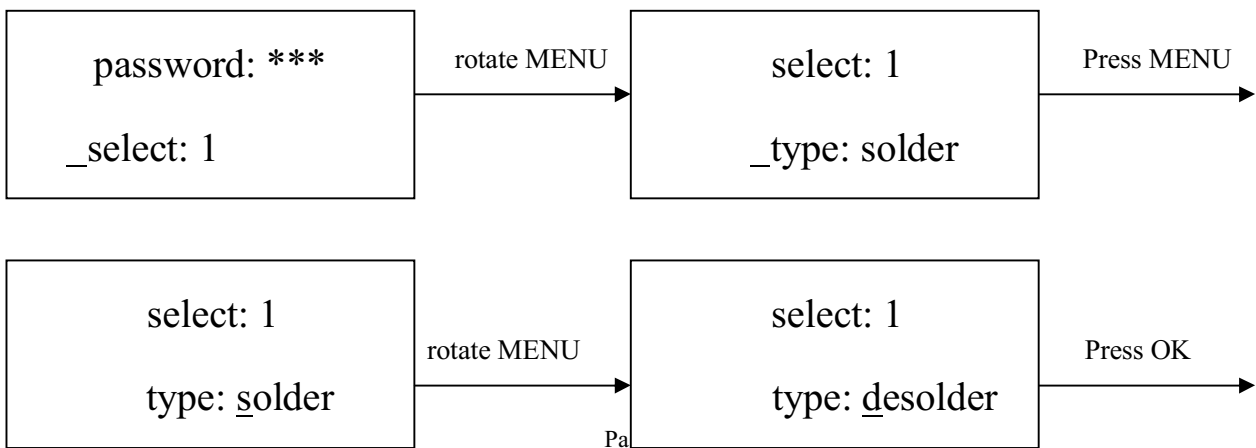 password: ***
rotate MENU
select: 1
Press MENU
_select: 1
_type: solder
select: 1
select: 1
rotate MENU
Press OK
type: solder
type: desolder